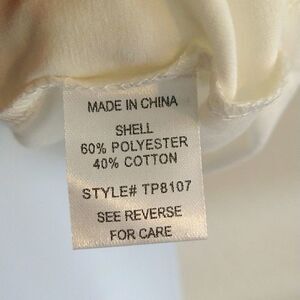 MADE IN CHINA
SHELL
60% POLYESTER
40% COTTON
STYLE# TP8107
SEE REVERSE
FOR CARE